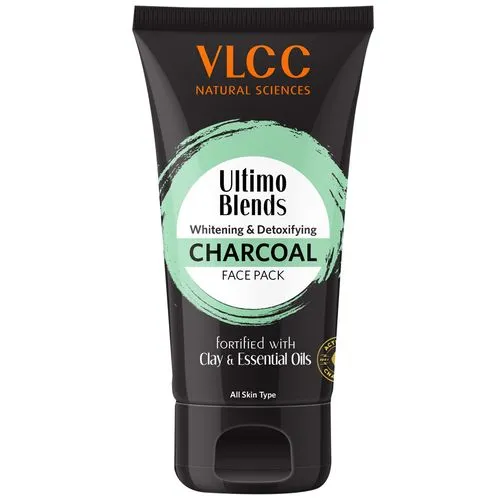 VLCC
NATURAL SCIENCES
Ultimo
Blends
Whitening & Detoxifying
CHARCOAL
FACE PACK
fortified with
Clay & Essential Oils
All Skin Type